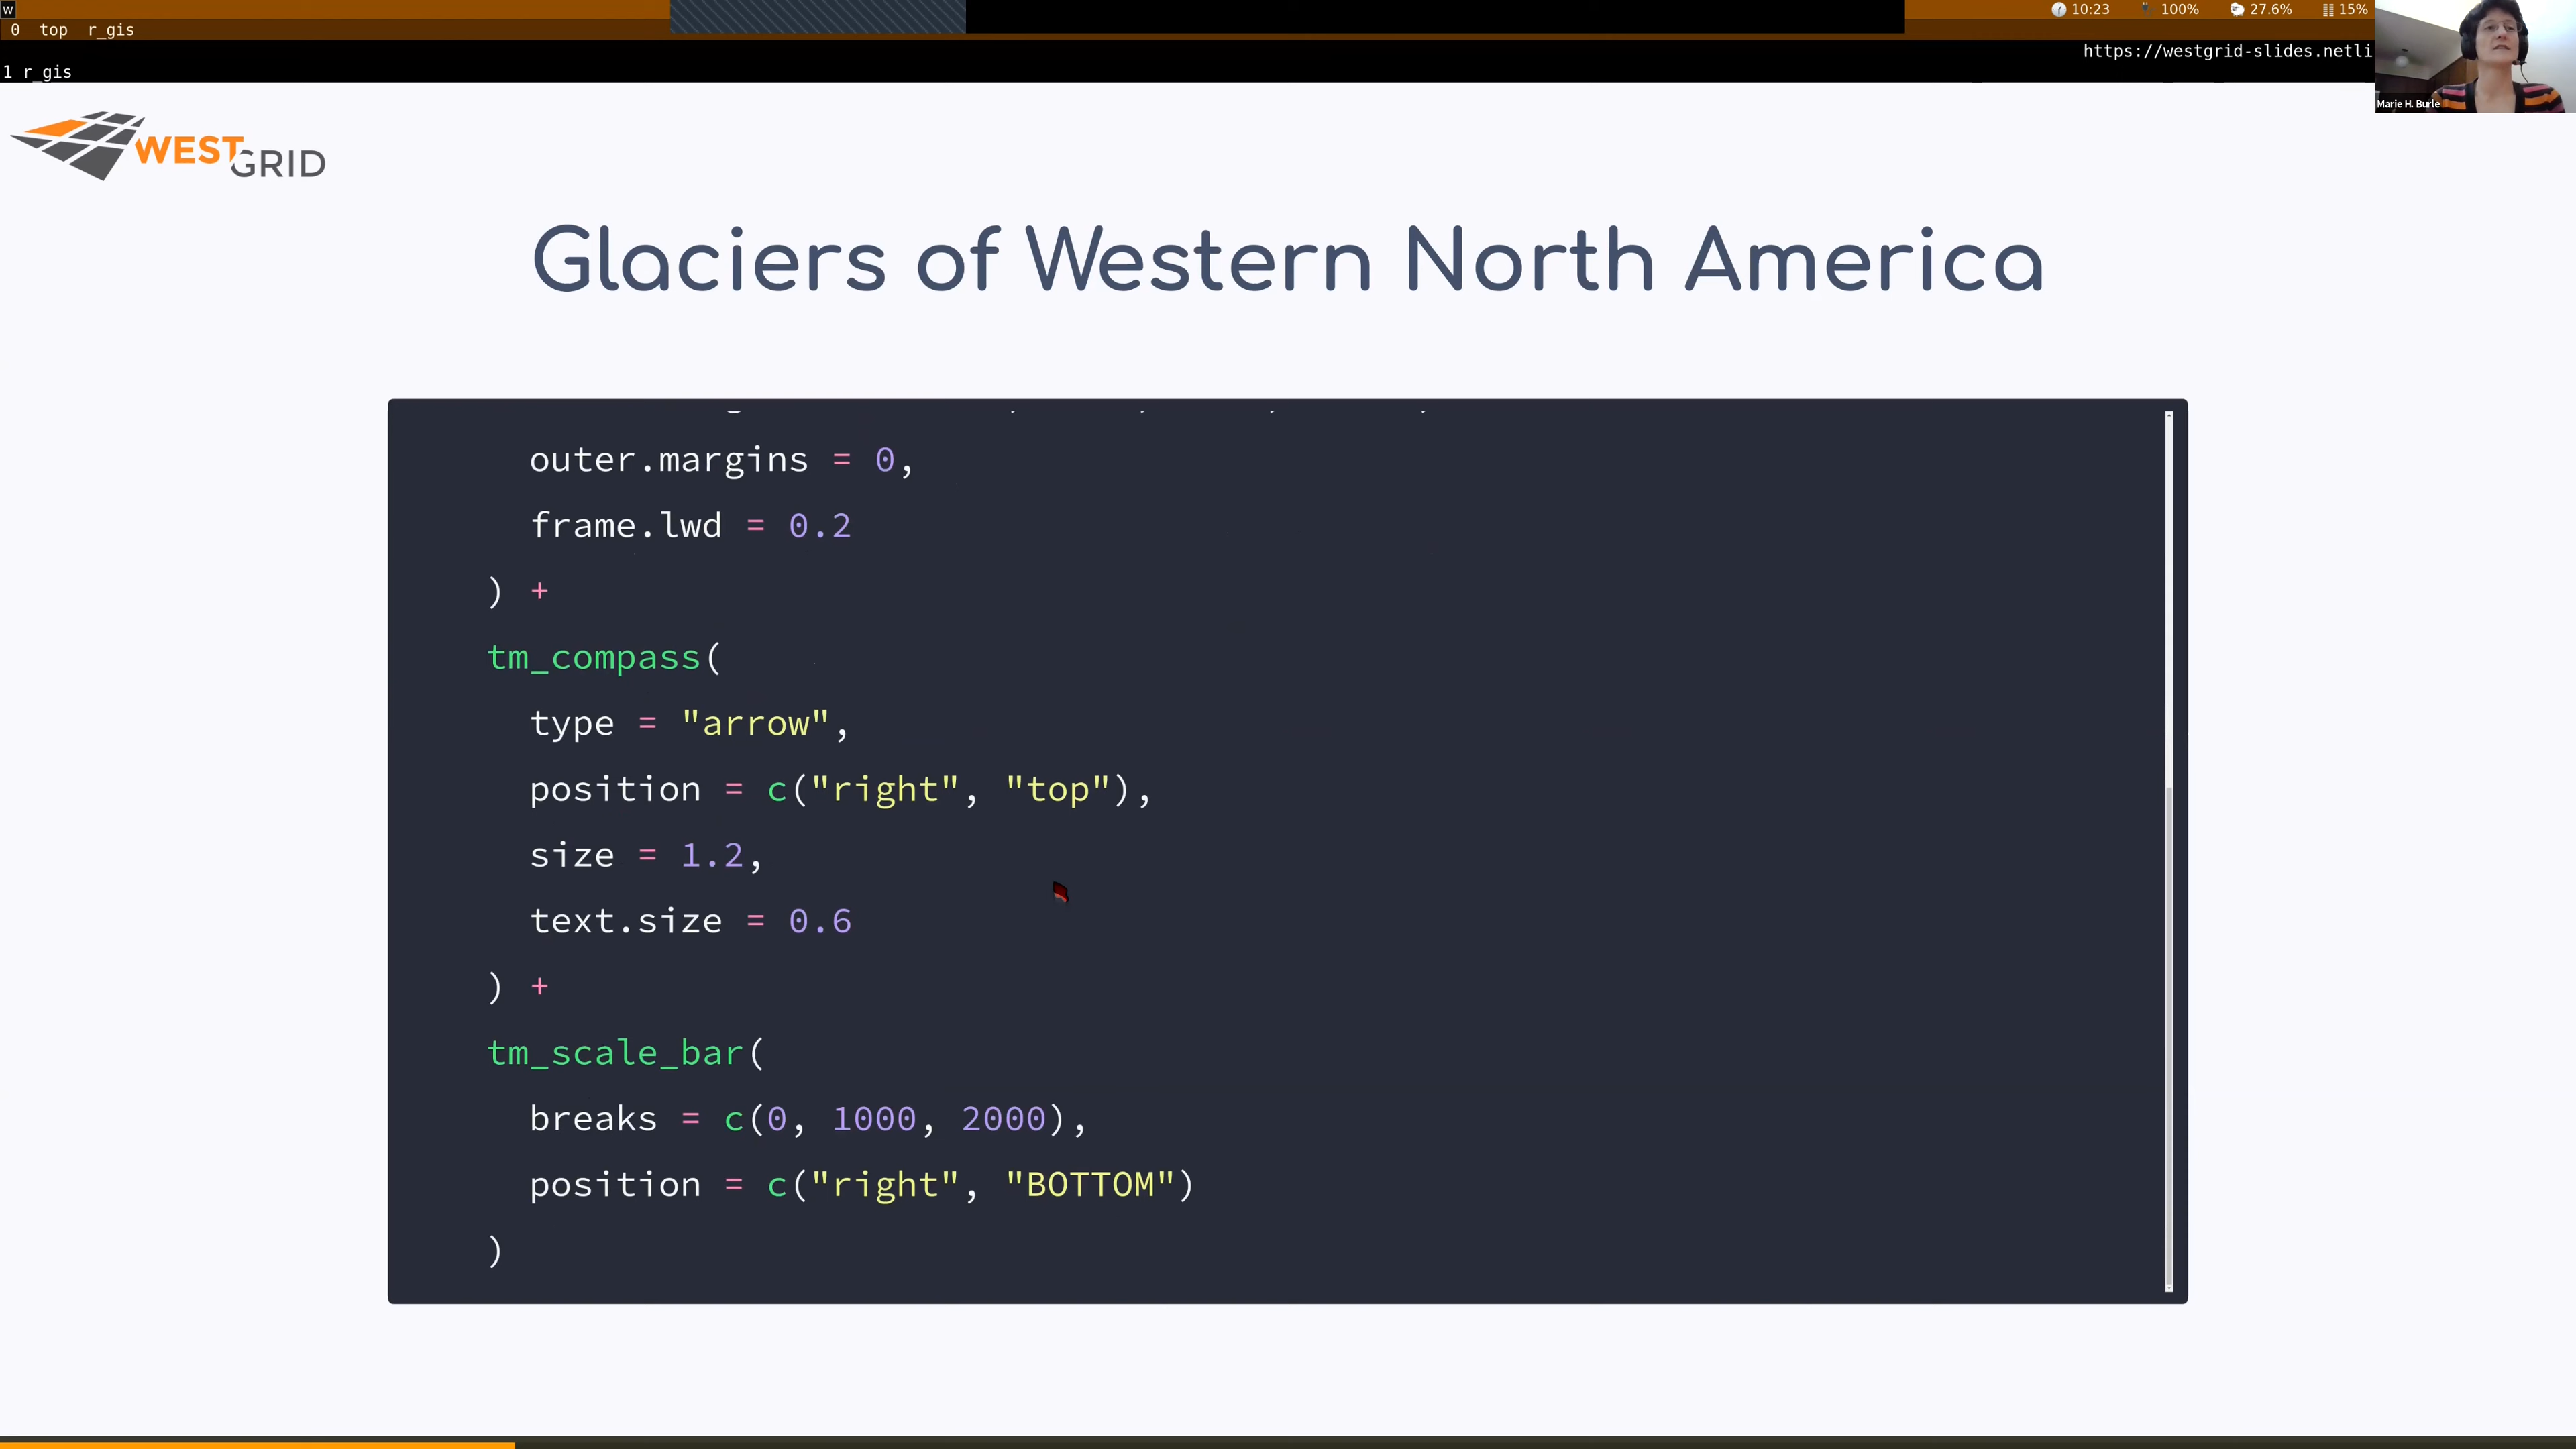 W
10:23 100% 27.6% 15%
0 top r_gis
https://westgrid-slides.netli
1 r_gis
Marie H. Burle
WESTGRID
Glaciers of Western North America
outer.margins = 0,
frame.lwd = 0.2
) +
tm_compass(
type = "arrow",
position = c("right", "top"),
size = 1.2,
text.size = 0.6
) +
tm_scale_bar(
breaks = c(0, 1000, 2000),
position = c("right", "BOTTOM")
)